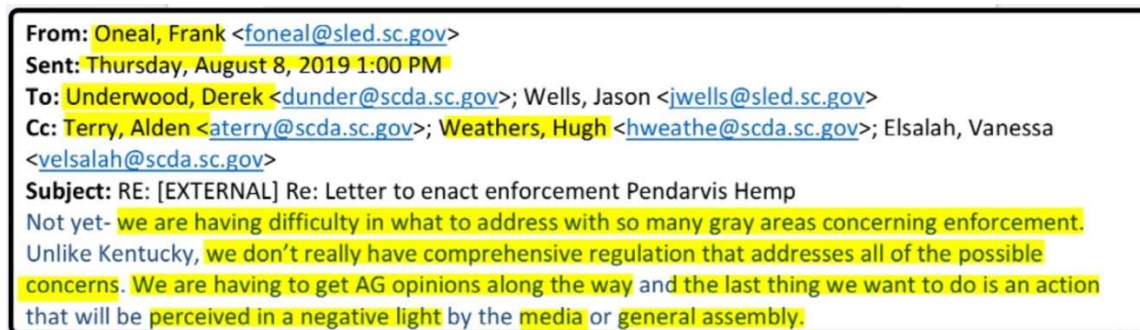 From: Oneal, Frank <foneal@sled.sc.gov>
Sent: Thursday, August 8, 2019 1:00 PM
To: Underwood, Derek <dunder@scda.sc.gov>; Wells, Jason <jwells@sled.sc.gov>
Cc: Terry, Alden <aterry@scda.sc.gov>; Weathers, Hugh <hweathe@scda.sc.gov>; Elsalah, Vanessa
<velsalah@scda.sc.gov>
Subject: RE: [EXTERNAL] Re: Letter to enact enforcement Pendarvis Hemp
Not yet- we are having difficulty in what to address with so many gray areas concerning enforcement.
Unlike Kentucky, we don't really have comprehensive regulation that addresses all of the possible
concerns. We are having to get AG opinions along the way and the last thing we want to do is an action
that will be perceived in a negative light by the media or general assembly.